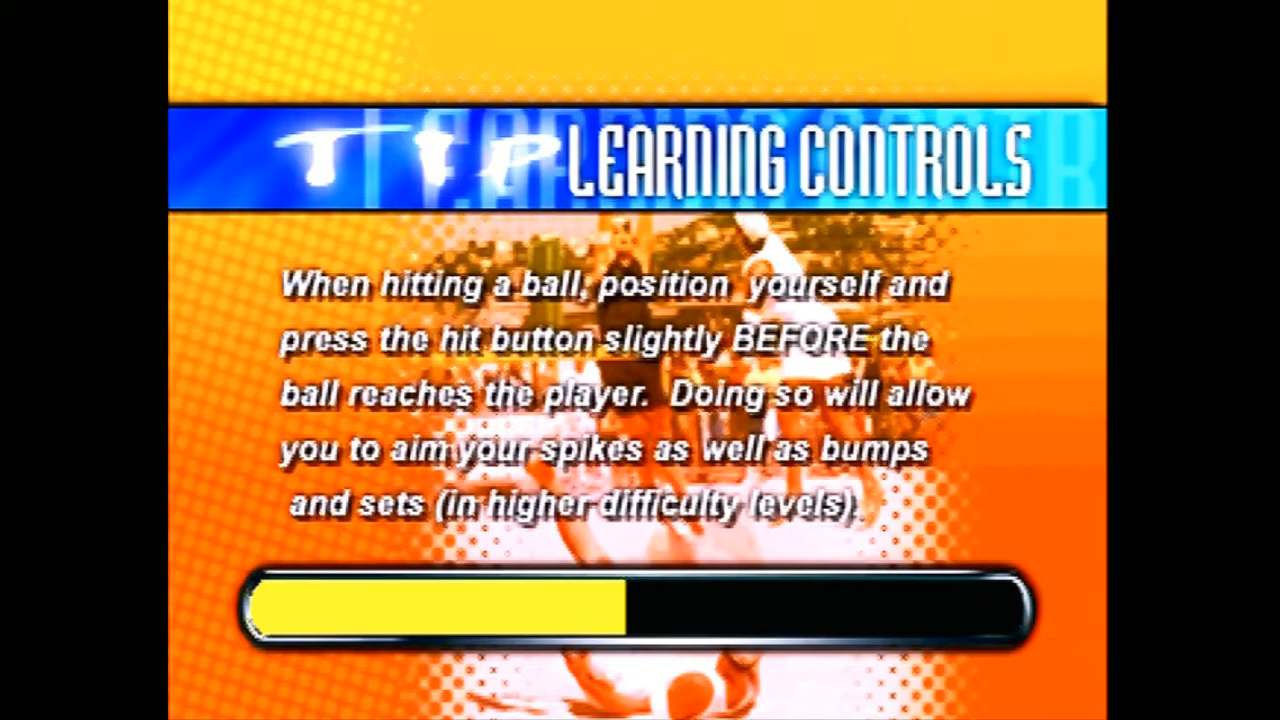 TIP LEARNING CONTROLS
When hitting a ball, position yourself and
press the hit button slightly BEFORE the
ball reaches the player. Doing so will allow
you to aim your spikes as well as bumps
and sets (in higher difficulty levels).